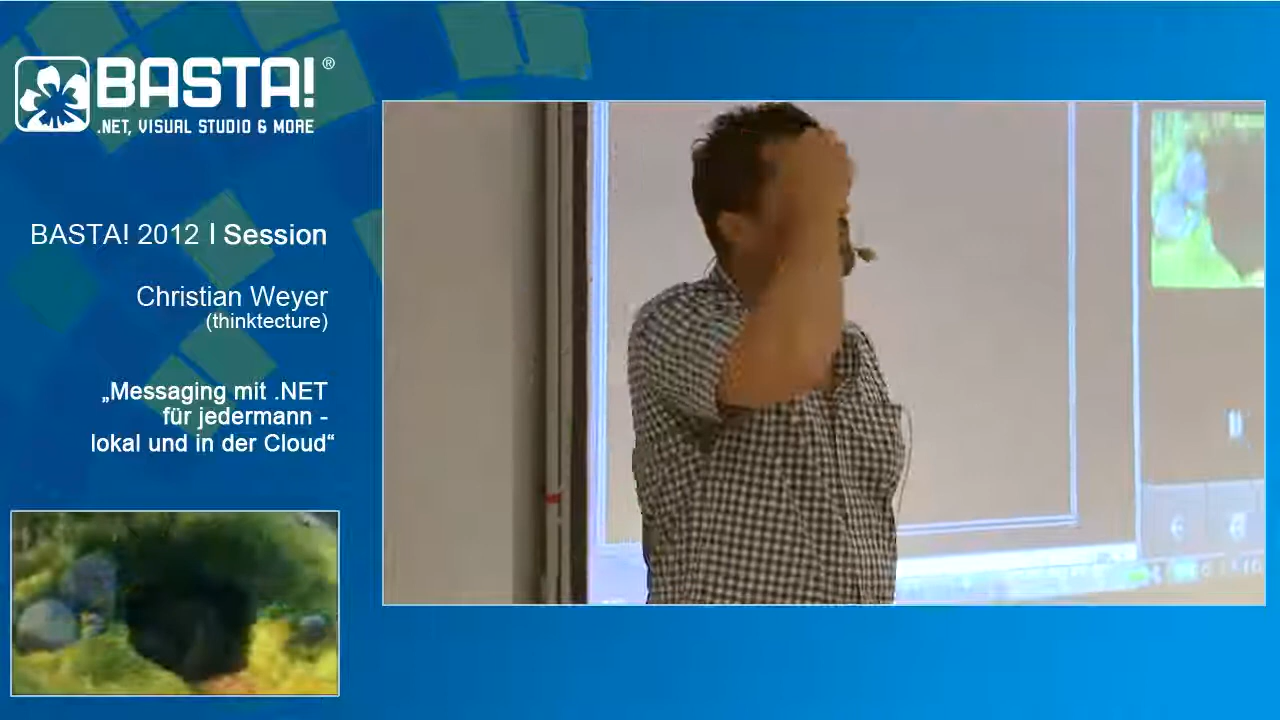 BASTA!®
.NET, VISUAL STUDIO & MORE
BASTA! 2012 | Session
Christian Weyer
(thinktecture)
„Messaging mit .NET
für jedermann -
lokal und in der Cloud“